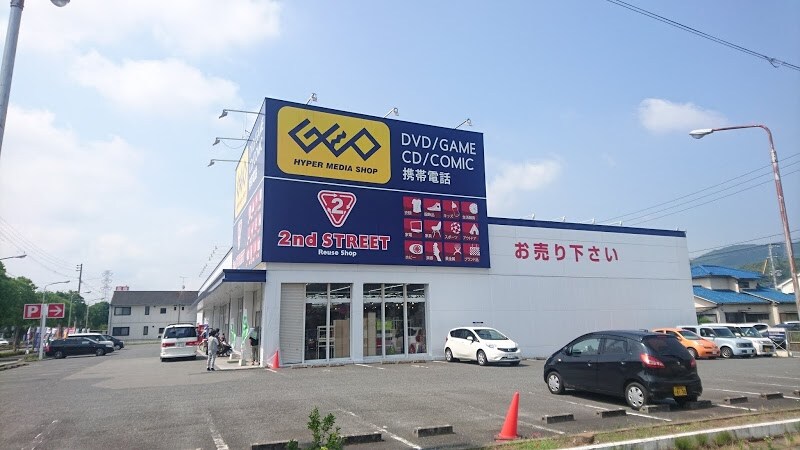 GEO
HYPER MEDIA SHOP
DVD/GAME
CD/COMIC
携帯電話
2
2nd STREET
Reuse Shop
お売り下さい
P